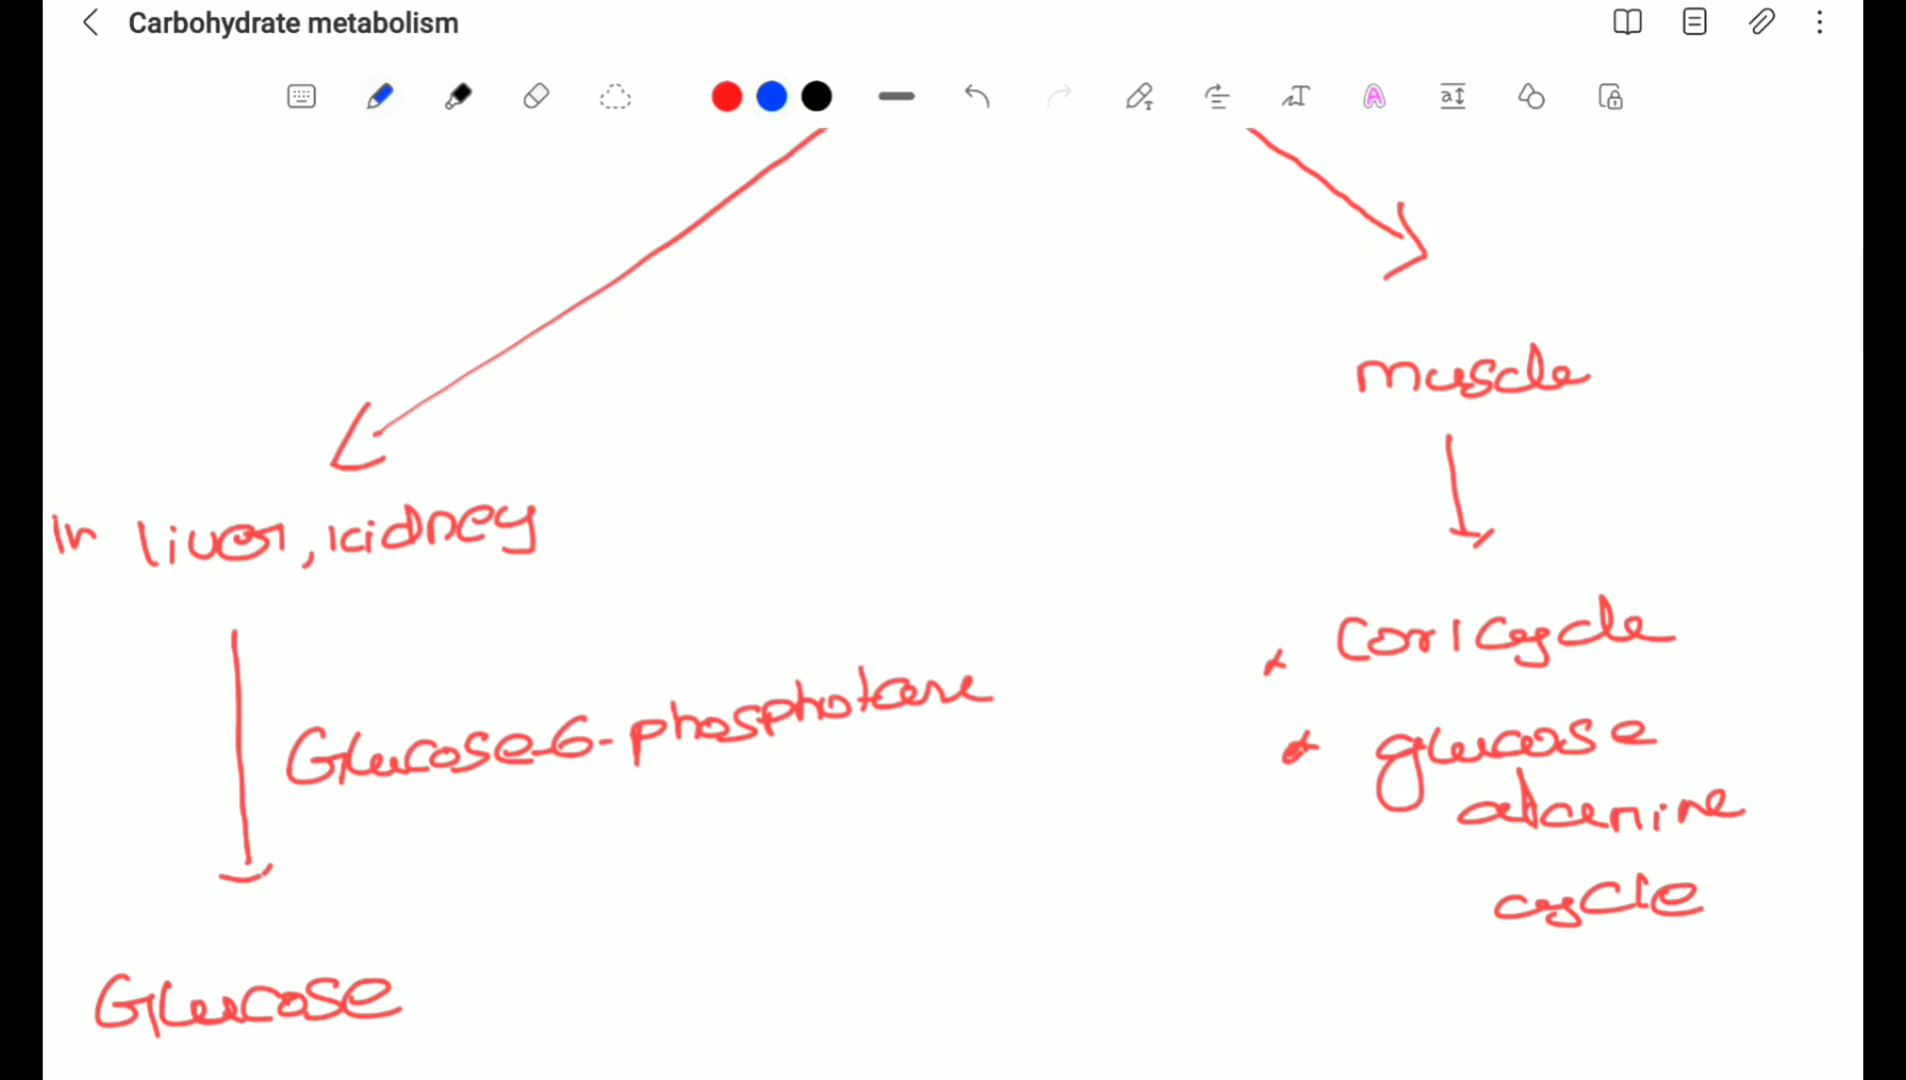 Carbohydrate metabolism
muscle
In liver, kidney
Glucose-6-phosphatase
Glucose
* cori cycle
* glucose
alanine
cycle